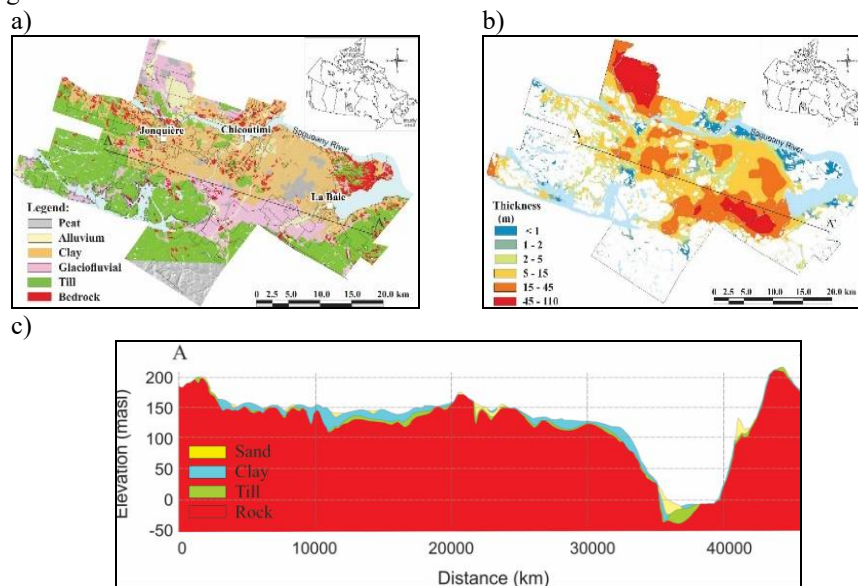 a)
b)
Jonquière
Chicoutimi
Saguenay River
La Baie
A
A'
Legend:
Peat
Alluvium
Clay
Glaciofluvial
Till
Bedrock
0 2.5 5.0 10.0 15.0 20.0 km
Saguenay River
A
A'
Thickness
(m)
< 1
1 - 2
2 - 5
5 - 15
15 - 45
45 - 110
0 2.5 5.0 10.0 15.0 20.0 km
c)
A
Elevation (masl)
200
150
100
50
0
-50
Sand
Clay
Till
Rock
0 10000 20000 30000 40000
Distance (km)